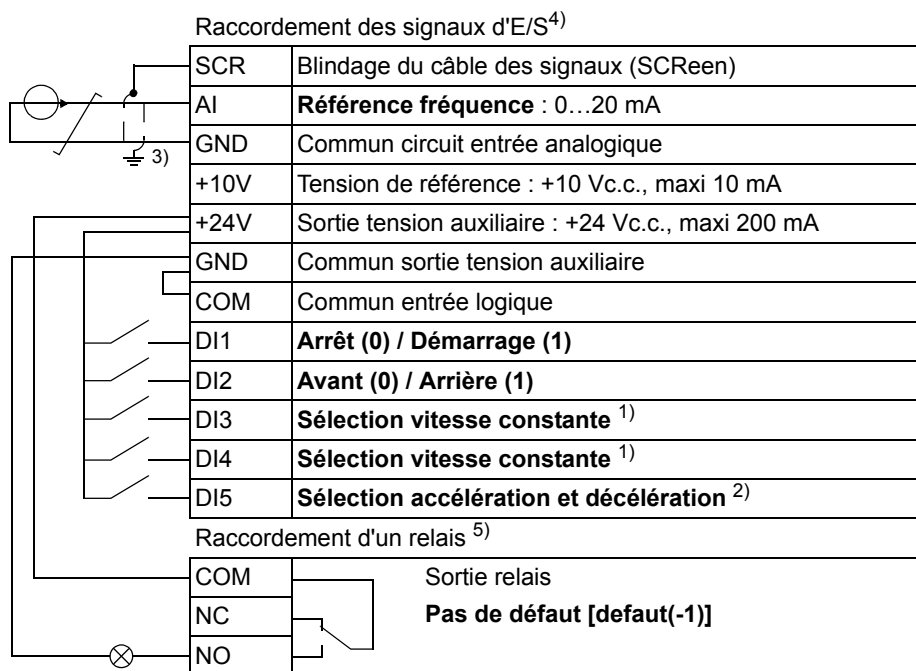 Raccordement des signaux d'E/S4)
SCR Blindage du câble des signaux (SCReen)
AI Référence fréquence : 0…20 mA
GND Commun circuit entrée analogique
3)
+10V Tension de référence : +10 Vc.c., maxi 10 mA
+24V Sortie tension auxiliaire : +24 Vc.c., maxi 200 mA
GND Commun sortie tension auxiliaire
COM Commun entrée logique
DI1 Arrêt (0) / Démarrage (1)
DI2 Avant (0) / Arrière (1)
DI3 Sélection vitesse constante 1)
DI4 Sélection vitesse constante 1)
DI5 Sélection accélération et décélération 2)
Raccordement d'un relais 5)
COM Sortie relais
NC Pas de défaut [defaut(-1)]
NO